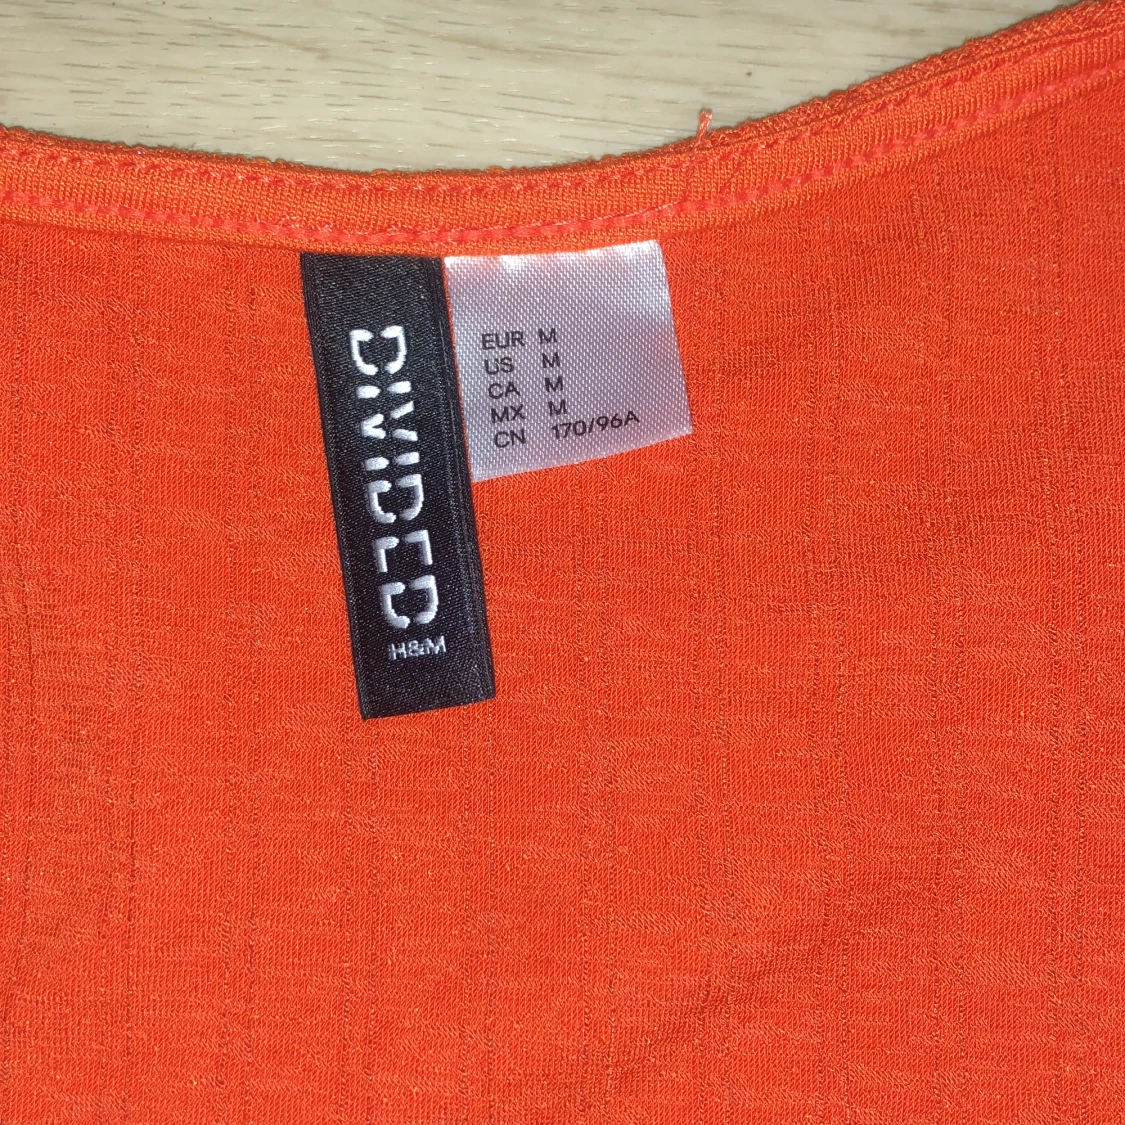 DIVIDED
H&M
EUR M
US M
CA M
MX M
CN 170/96A